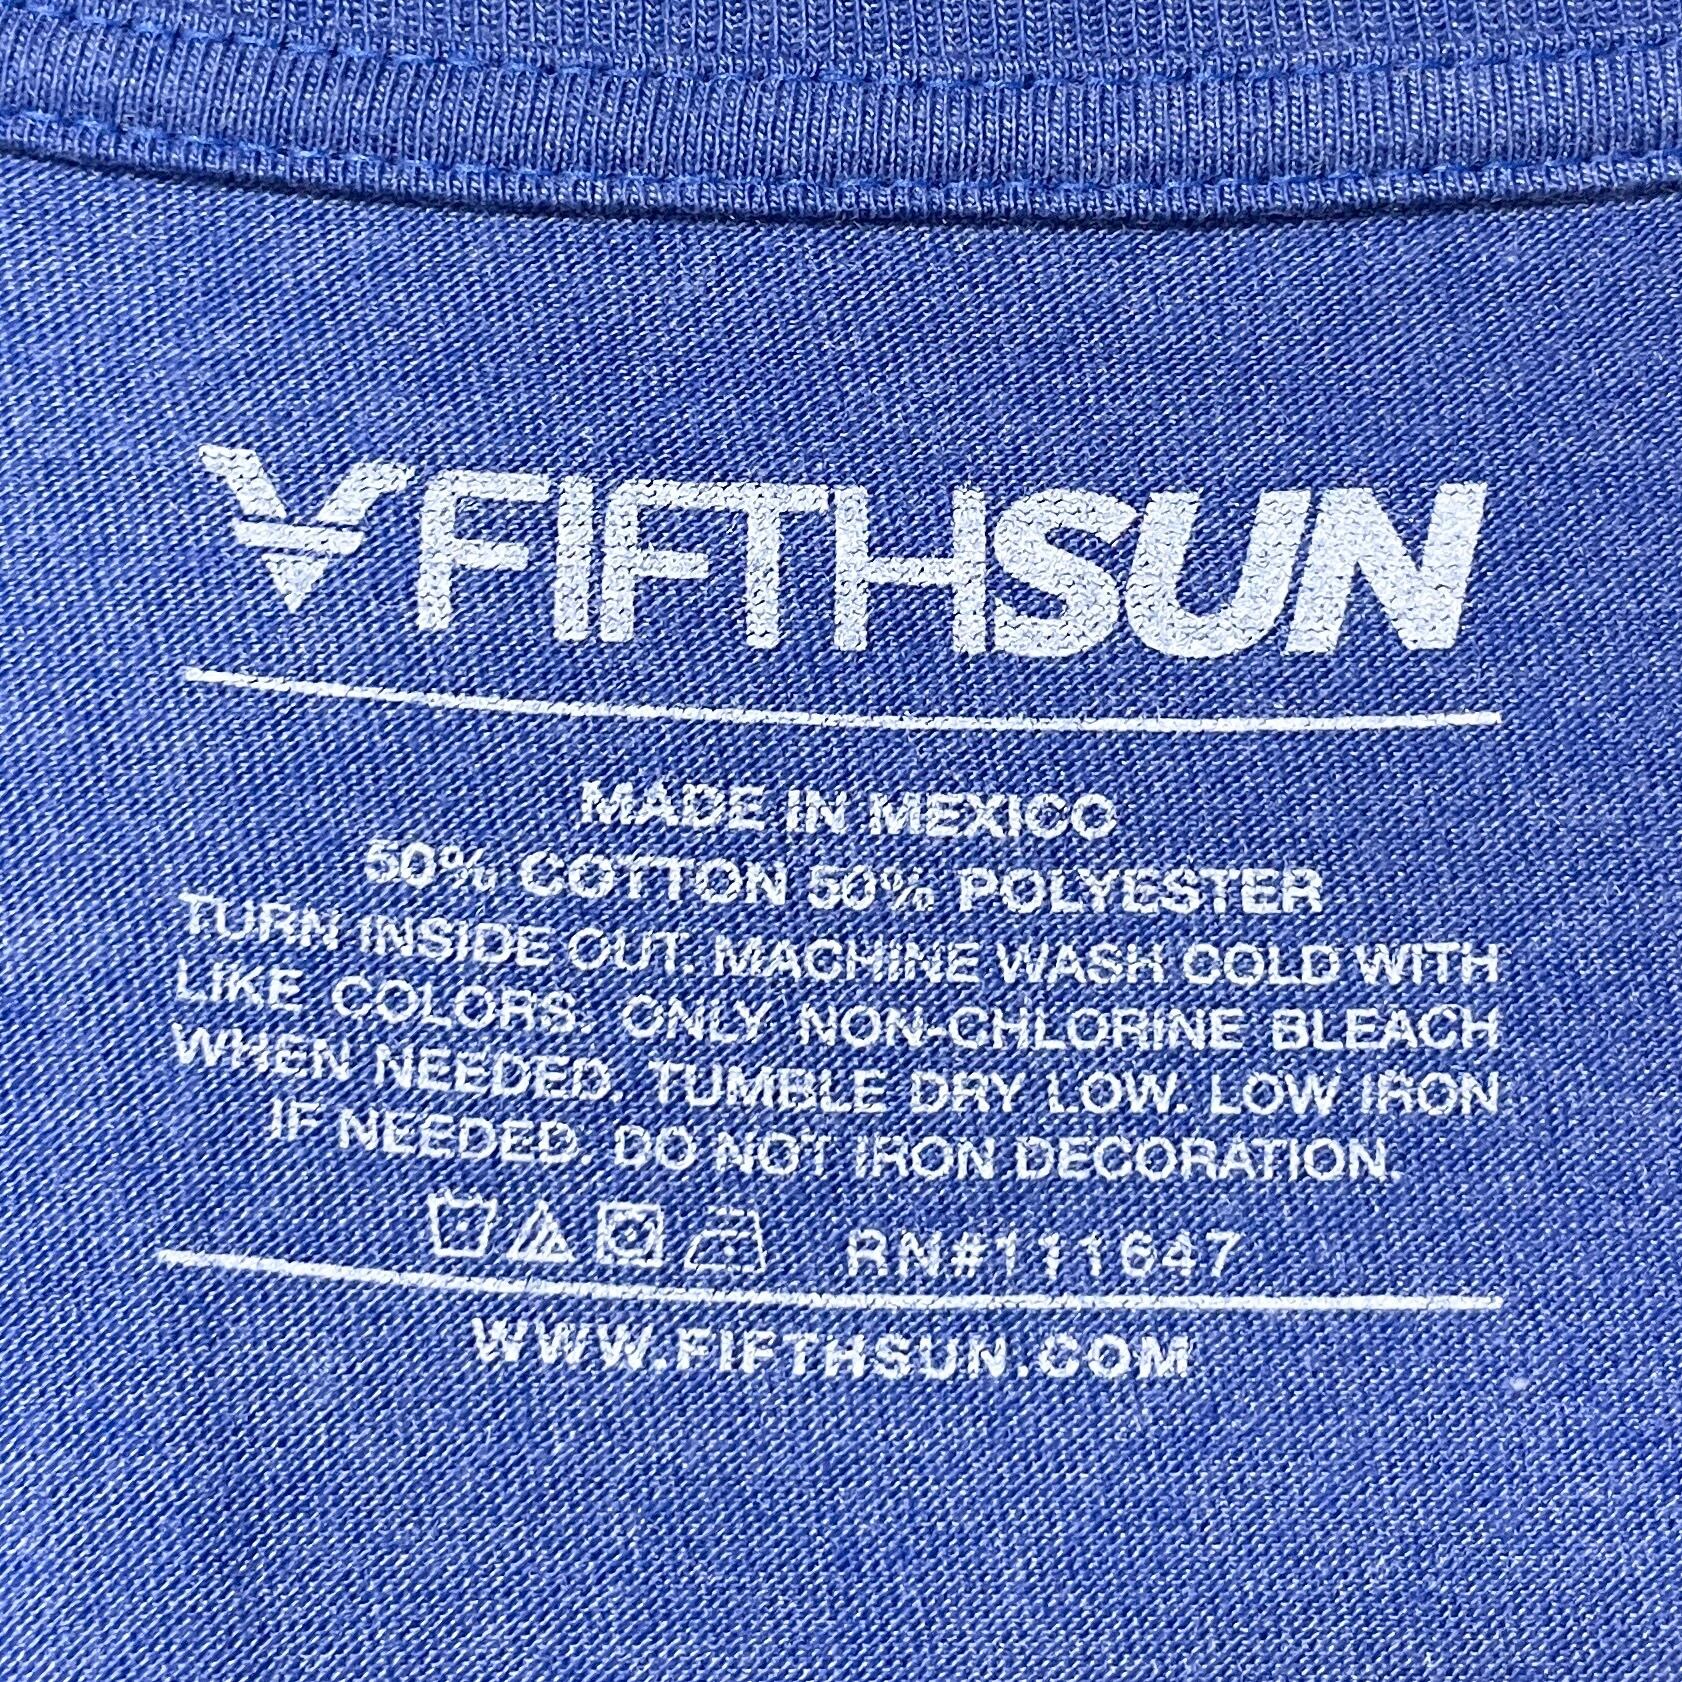 FIFTHSUN
MADE IN MEXICO
50% COTTON 50% POLYESTER
TURN INSIDE OUT. MACHINE WASH COLD WITH
LIKE COLORS. ONLY NON-CHLORINE BLEACH
WHEN NEEDED. TUMBLE DRY LOW. LOW IRON
IF NEEDED. DO NOT IRON DECORATION.
RN#111647
WWW.FIFTHSUN.COM